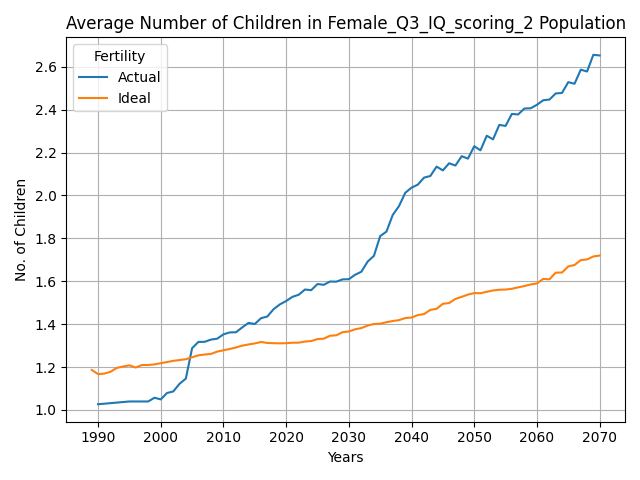 Average Number of Children in Female_Q3_IQ_scoring_2 Population
Fertility
Actual
Ideal
No. of Children
2.6
2.4
2.2
2.0
1.8
1.6
1.4
1.2
1.0
1990 2000 2010 2020 2030 2040 2050 2060 2070
Years